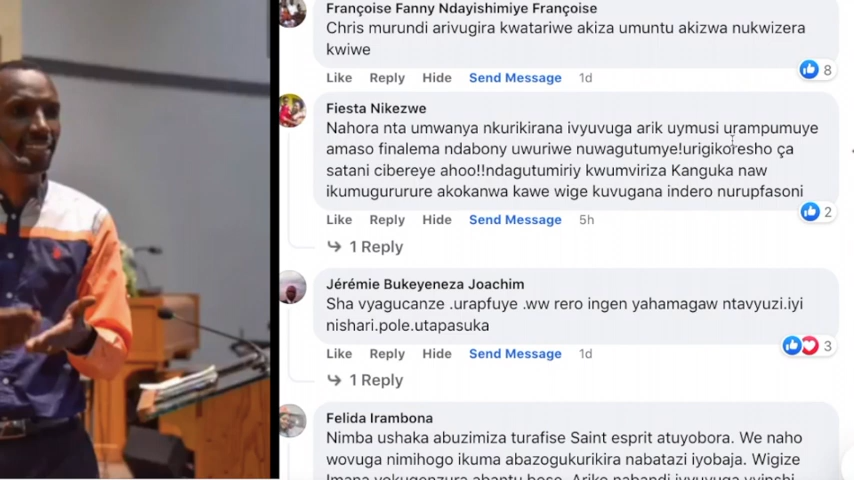 Françoise Fanny Ndayishimiye Françoise
Chris murundi arivugira kwatariwe akiza umuntu akizwa nukwizera
kwiwe
Like Reply Hide Send Message 1d
8
Fiesta Nikezwe
Nahora nta umwanya nkurikirana ivyuvuga arik uymusi urampumuye
amaso finalema ndabony uwuriwe nuwagutumye!urigikoresho ça
satani cibereye ahoo!!ndagutumiriy kwumviriza Kanguka naw
ikumugururure akokanwa kawe wige kuvugana indero nurupfasoni
Like Reply Hide Send Message 5h
2
1 Reply
Jérémie Bukeyeneza Joachim
Sha vyagucanze .urapfuye .ww rero ingen yahamagaw ntavyuzi.iyi
nishari.pole.utapasuka
Like Reply Hide Send Message 1d
3
1 Reply
Felida Irambona
Nimba ushaka abuzimiza turafise Saint esprit atuyobora. We naho
wovuga nimihogo ikuma abazogukurikira nabatazi iyobaja. Wigize